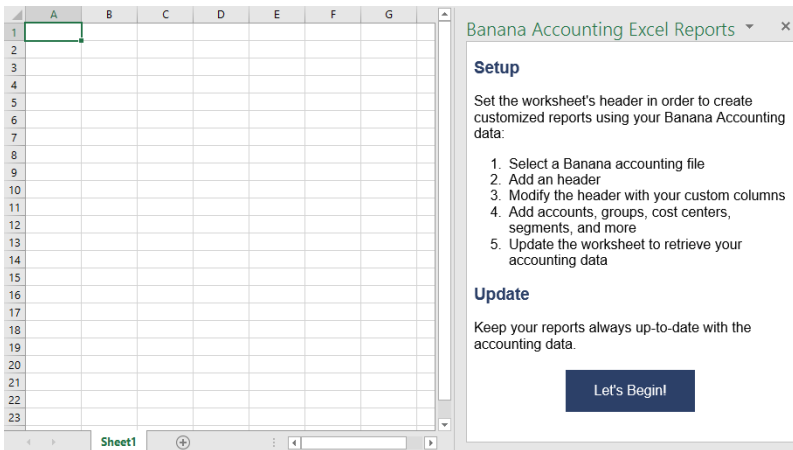 A B C D E F G
1
2
3
4
5
6
7
8
9
10
11
12
13
14
15
16
17
18
19
20
21
22
23
Sheet1
Banana Accounting Excel Reports
Setup
Set the worksheet's header in order to create
customized reports using your Banana Accounting
data:
1. Select a Banana accounting file
2. Add an header
3. Modify the header with your custom columns
4. Add accounts, groups, cost centers,
segments, and more
5. Update the worksheet to retrieve your
accounting data
Update
Keep your reports always up-to-date with the
accounting data.
Let's Begin!